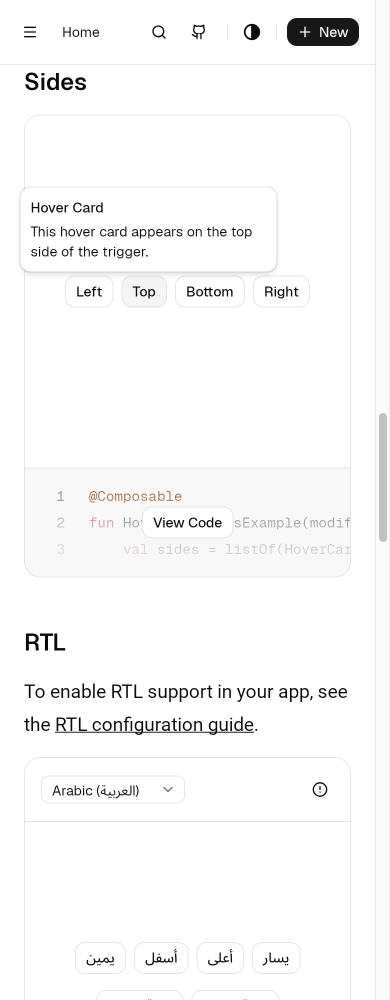 Home
New
Sides
Hover Card
This hover card appears on the top
side of the trigger.
Left Top Bottom Right
1 @Composable
2 fun sExample(modif
View Code
3 val sides = listOf(HoverCar
RTL
To enable RTL support in your app, see
the RTL configuration guide.
Arabic (العربية)
يسار أعلى أسفل يمين